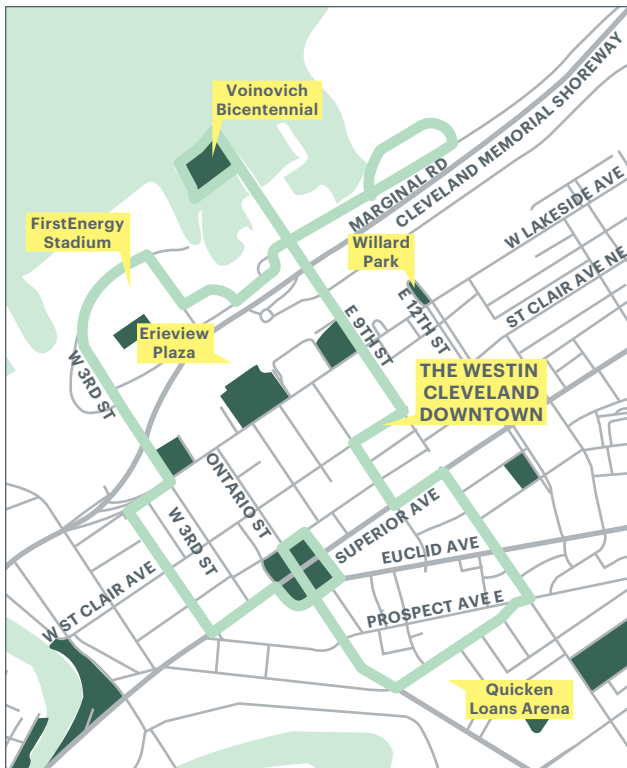 Voinovich
Bicentennial
MARGINAL RD
CLEVELAND MEMORIAL SHOREWAY
FirstEnergy
Stadium
Willard
Park
W LAKESIDE AVE
ST CLAIR AVE NE
E 12TH ST
E 9TH ST
Erieview
Plaza
W 3RD ST
THE WESTIN
CLEVELAND
DOWNTOWN
ONTARIO ST
W 3RD ST
SUPERIOR AVE
EUCLID AVE
W ST CLAIR AVE
PROSPECT AVE E
Quicken
Loans Arena